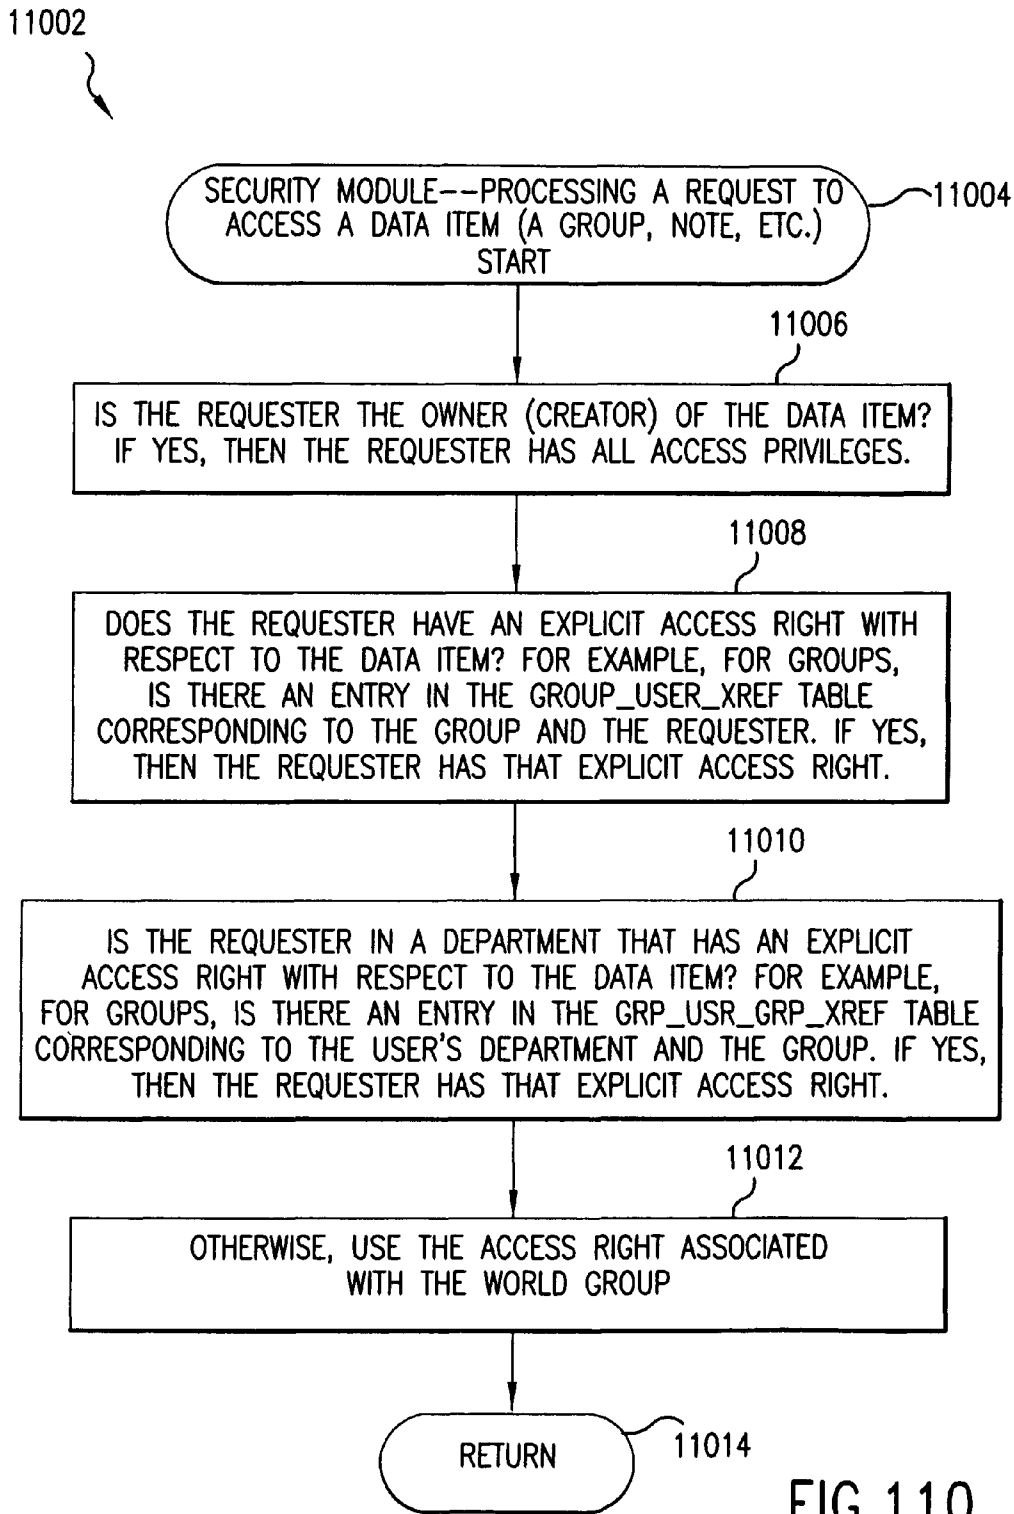 11002
SECURITY MODULE--PROCESSING A REQUEST TO
ACCESS A DATA ITEM (A GROUP, NOTE, ETC.)
START
11004
11006
IS THE REQUESTER THE OWNER (CREATOR) OF THE DATA ITEM?
IF YES, THEN THE REQUESTER HAS ALL ACCESS PRIVILEGES.
11008
DOES THE REQUESTER HAVE AN EXPLICIT ACCESS RIGHT WITH
RESPECT TO THE DATA ITEM? FOR EXAMPLE, FOR GROUPS,
IS THERE AN ENTRY IN THE GROUP_USER_XREF TABLE
CORRESPONDING TO THE GROUP AND THE REQUESTER. IF YES,
THEN THE REQUESTER HAS THAT EXPLICIT ACCESS RIGHT.
11010
IS THE REQUESTER IN A DEPARTMENT THAT HAS AN EXPLICIT
ACCESS RIGHT WITH RESPECT TO THE DATA ITEM? FOR EXAMPLE,
FOR GROUPS, IS THERE AN ENTRY IN THE GRP_USR_GRP_XREF TABLE
CORRESPONDING TO THE USER'S DEPARTMENT AND THE GROUP. IF YES,
THEN THE REQUESTER HAS THAT EXPLICIT ACCESS RIGHT.
11012
OTHERWISE, USE THE ACCESS RIGHT ASSOCIATED
WITH THE WORLD GROUP
RETURN
11014
FIG.110